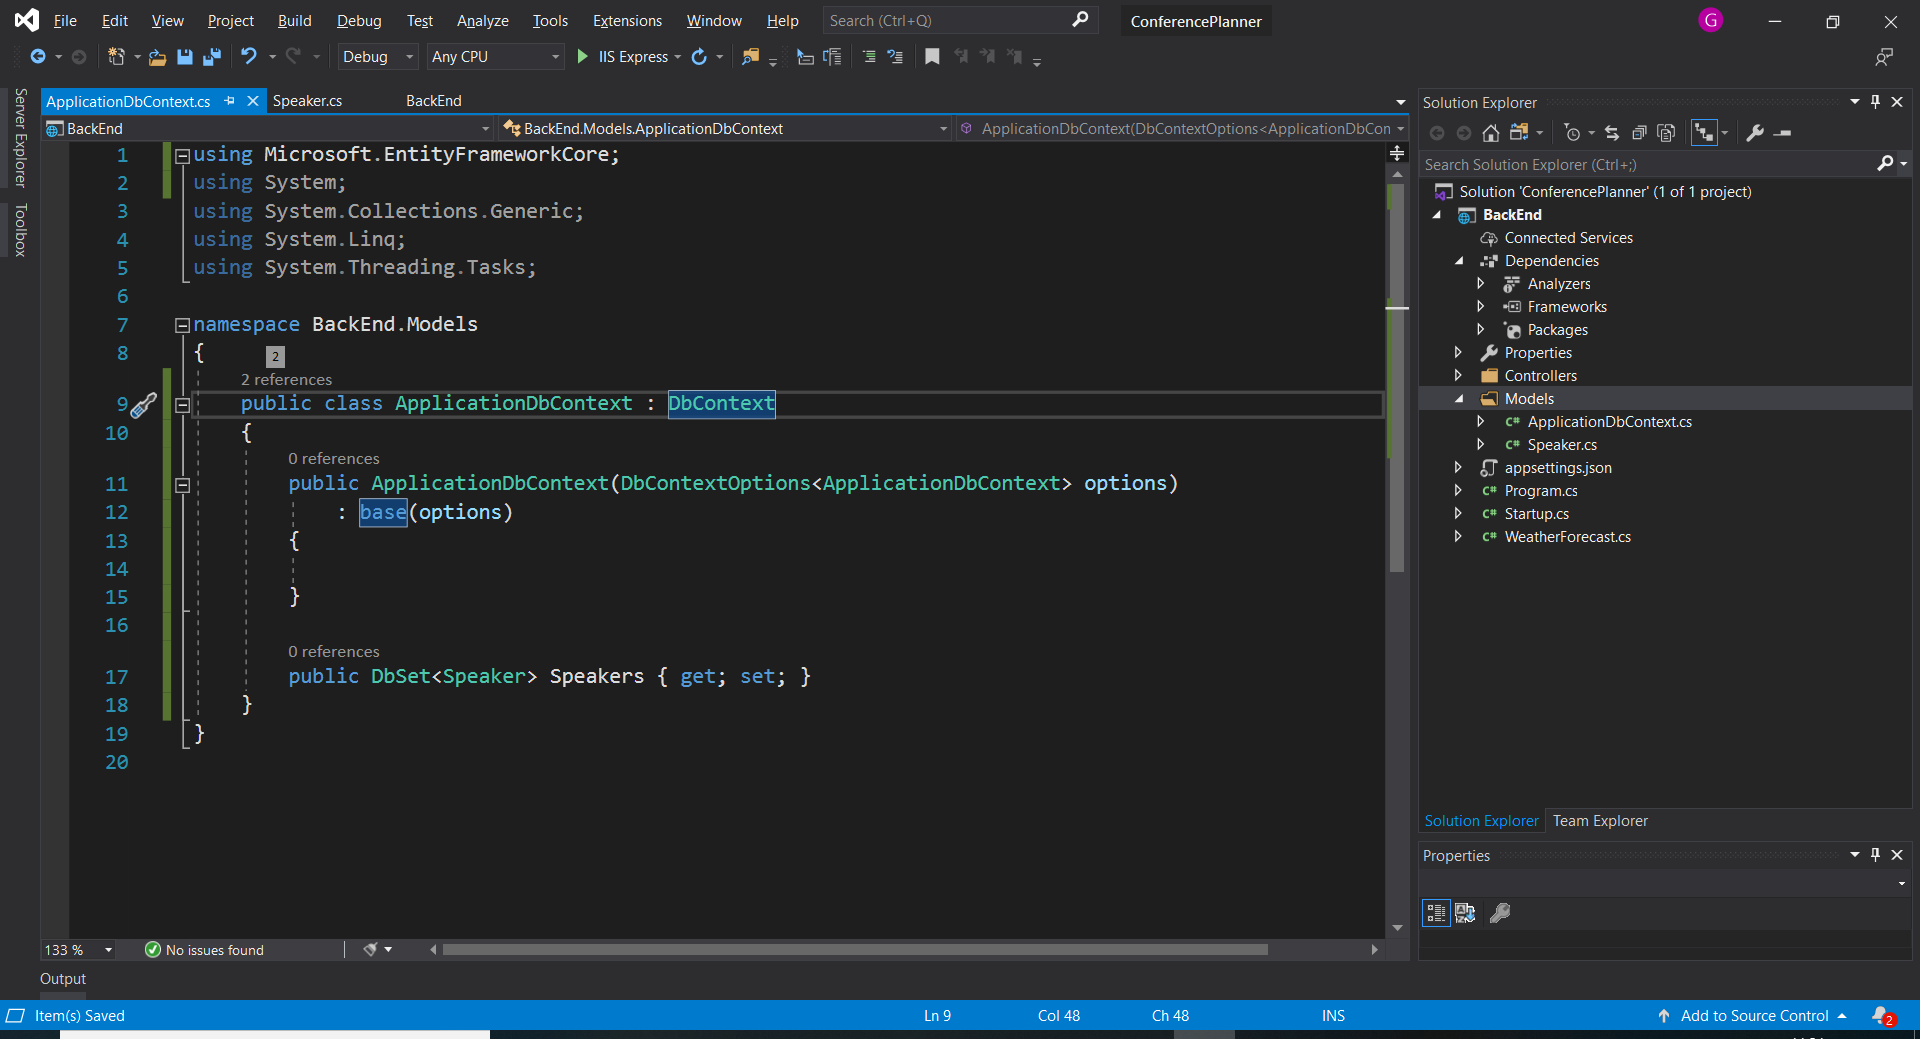 File Edit View Project Build Debug Test Analyze Tools Extensions Window Help Search (Ctrl+Q) ConferencePlanner G
Debug Any CPU IIS Express
Server Explorer
Toolbox
ApplicationDbContext.cs Speaker.cs BackEnd
BackEnd BackEnd.Models.ApplicationDbContext ApplicationDbContext(DbContextOptions<ApplicationDbCon
1 using Microsoft.EntityFrameworkCore;
2 using System;
3 using System.Collections.Generic;
4 using System.Linq;
5 using System.Threading.Tasks;
6
7 namespace BackEnd.Models
8 {
2
2 references
9 public class ApplicationDbContext : DbContext
10 {
0 references
11 public ApplicationDbContext(DbContextOptions<ApplicationDbContext> options)
12 : base(options)
13 {
14
15 }
16
0 references
17 public DbSet<Speaker> Speakers { get; set; }
18 }
19 }
20
133 % No issues found
Output
Solution Explorer
Search Solution Explorer (Ctrl+;)
Solution 'ConferencePlanner' (1 of 1 project)
BackEnd
Connected Services
Dependencies
Analyzers
Frameworks
Packages
Properties
Controllers
Models
C# ApplicationDbContext.cs
C# Speaker.cs
appsettings.json
C# Program.cs
C# Startup.cs
C# WeatherForecast.cs
Solution Explorer Team Explorer
Properties
Item(s) Saved Ln 9 Col 48 Ch 48 INS Add to Source Control 2